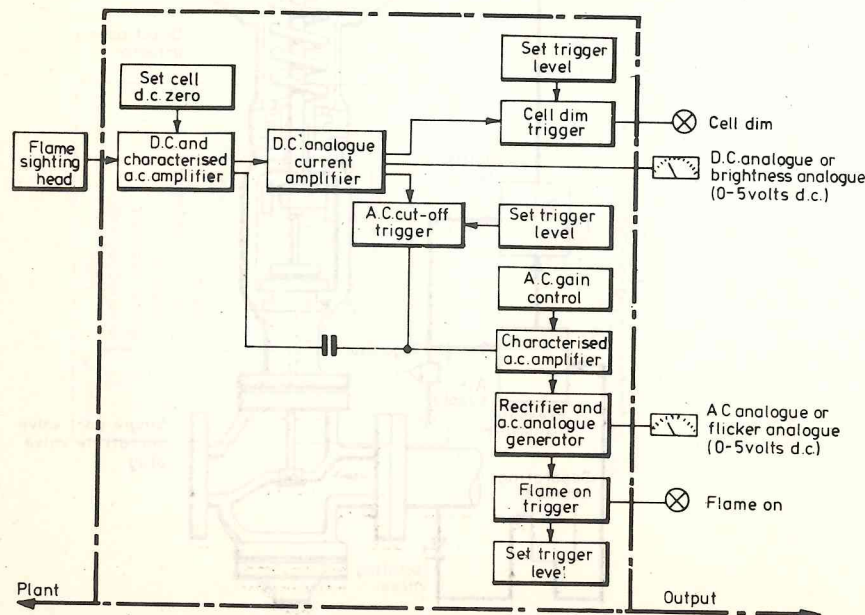 Set trigger
level
Set cell
d.c. zero
Flame
sighting
head
D.C. and
characterised
a.c. amplifier
D.C. analogue
current
amplifier
Cell dim
trigger
Cell dim
D.C. analogue or
brightness analogue
(0-5volts d.c.)
A.C. cut-off
trigger
Set trigger
level
A.C. gain
control
Characterised
a.c. amplifier
Rectifier and
a.c. analogue
generator
A C analogue or
flicker analogue
(0-5volts d.c.)
Flame on
trigger
Flame on
Set trigger
level
Plant
Output